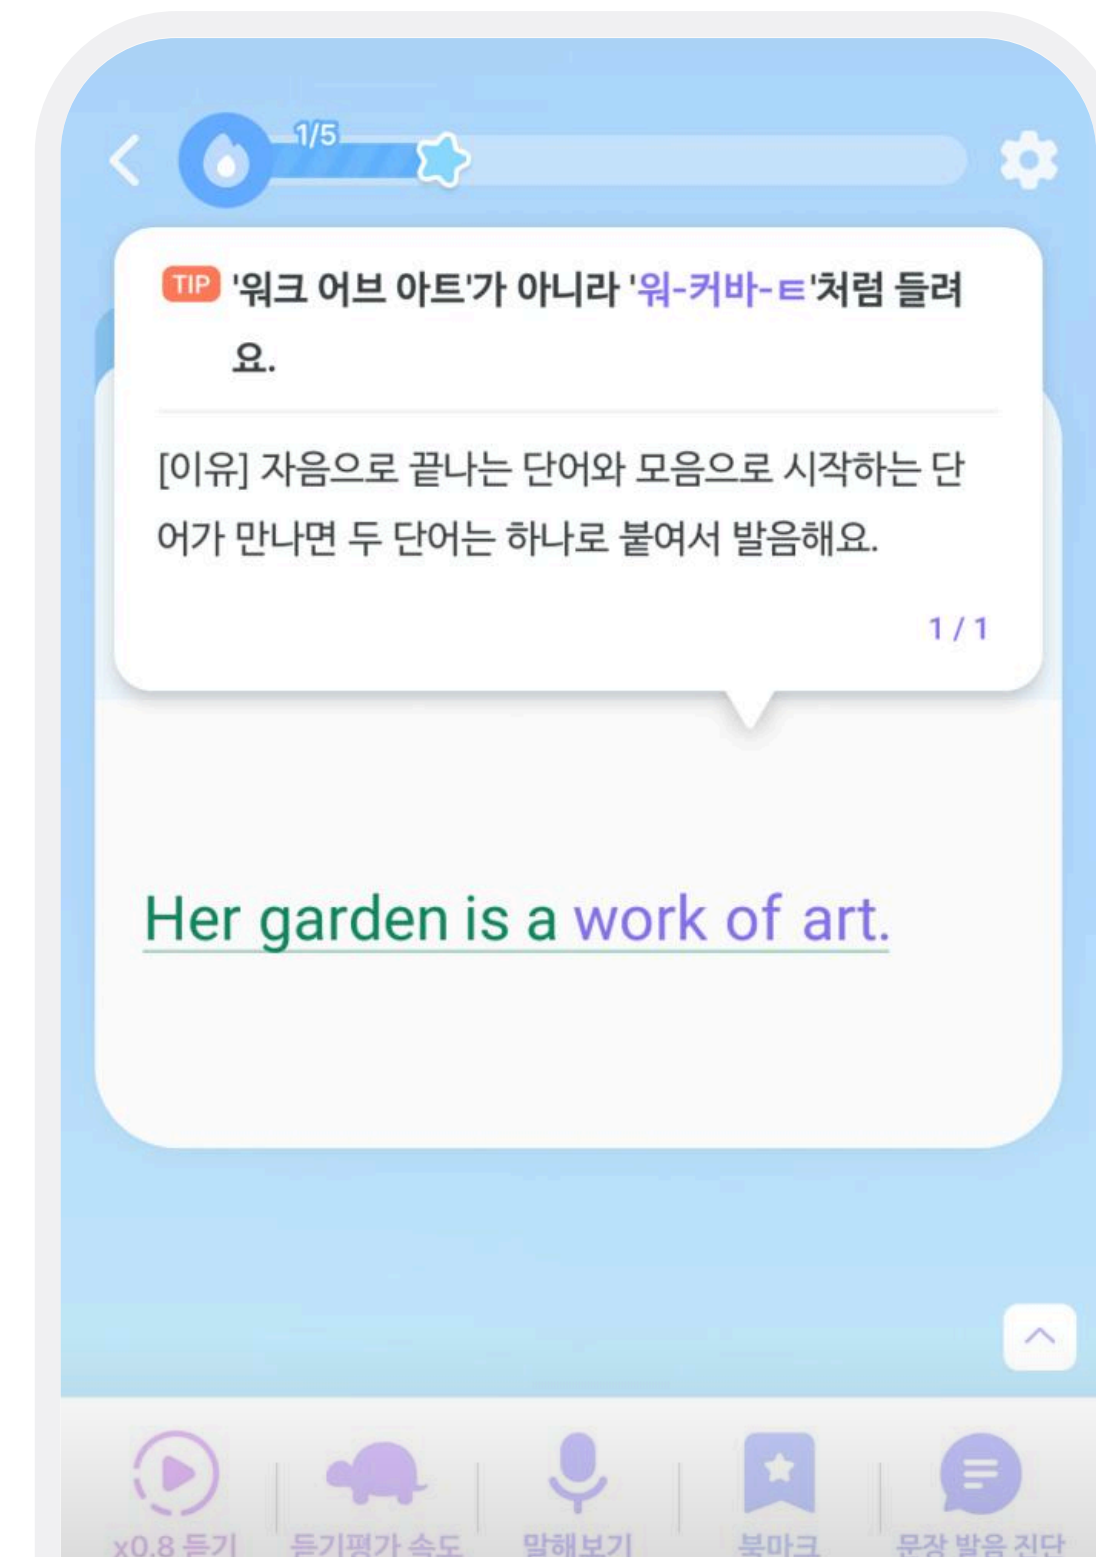 1/5
TIP '워크 어브 아트'가 아니라 '워-커바-ㅌ'처럼 들려
요.
[이유] 자음으로 끝나는 단어와 모음으로 시작하는 단
어가 만나면 두 단어는 하나로 붙여서 발음해요.
1 / 1
Her garden is a work of art.
x0.8 듣기 듣기평가 속도 말해보기 북마크 문장 발음 진단